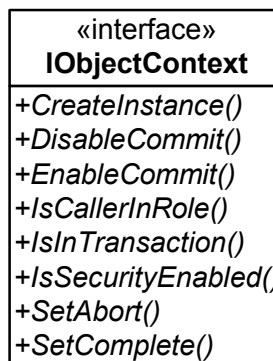 «interface»
IObjectContext
+CreateInstance()
+DisableCommit()
+EnableCommit()
+IsCallerInRole()
+IsInTransaction()
+IsSecurityEnabled()
+SetAbort()
+SetComplete()